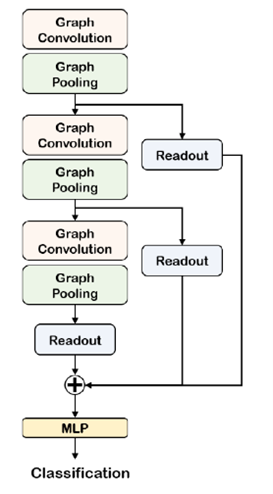 Graph
Convolution
Graph
Pooling
Graph
Convolution
Readout
Graph
Pooling
Graph
Convolution
Readout
Graph
Pooling
Readout
+
MLP
Classification